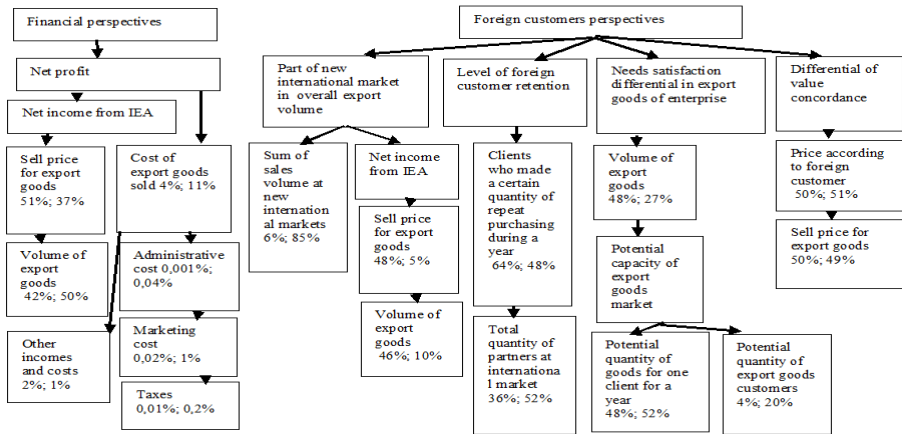 Financial perspectives
Foreign customers perspectives
Net profit
Net income from IEA
Sell price
for export
goods
51%; 37%
Cost of
export goods
sold 4%; 11%
Volume of
export
goods
42%; 50%
Administrative
cost 0,001%;
0,04%
Other
incomes
and costs
2%; 1%
Marketing
cost
0,02%; 1%
Taxes
0,01%; 0,2%
Part of new
international market
in overall export
volume
Sum of
sales
volume at
new
internation
al markets
6%; 85%
Net income
from IEA
Sell price
for export
goods
48%; 5%
Volume of
export
goods
46%; 10%
Level of foreign
customer retention
Clients
who made
a certain
quantity of
repeat
purchasing
during a
year
64%; 48%
Total
quantity of
partners at
internationa
l market
36%; 52%
Needs satisfaction
differential in export
goods of enterprise
Volume of
export
goods
48%; 27%
Potential
capacity of
export
goods
market
Potential
quantity of
goods for one
client for a
year
48%; 52%
Potential
quantity of
export goods
customers
4%; 20%
Differential of
value
concordance
Price according
to foreign
customer
50%; 51%
Sell price for
export goods
50%; 49%